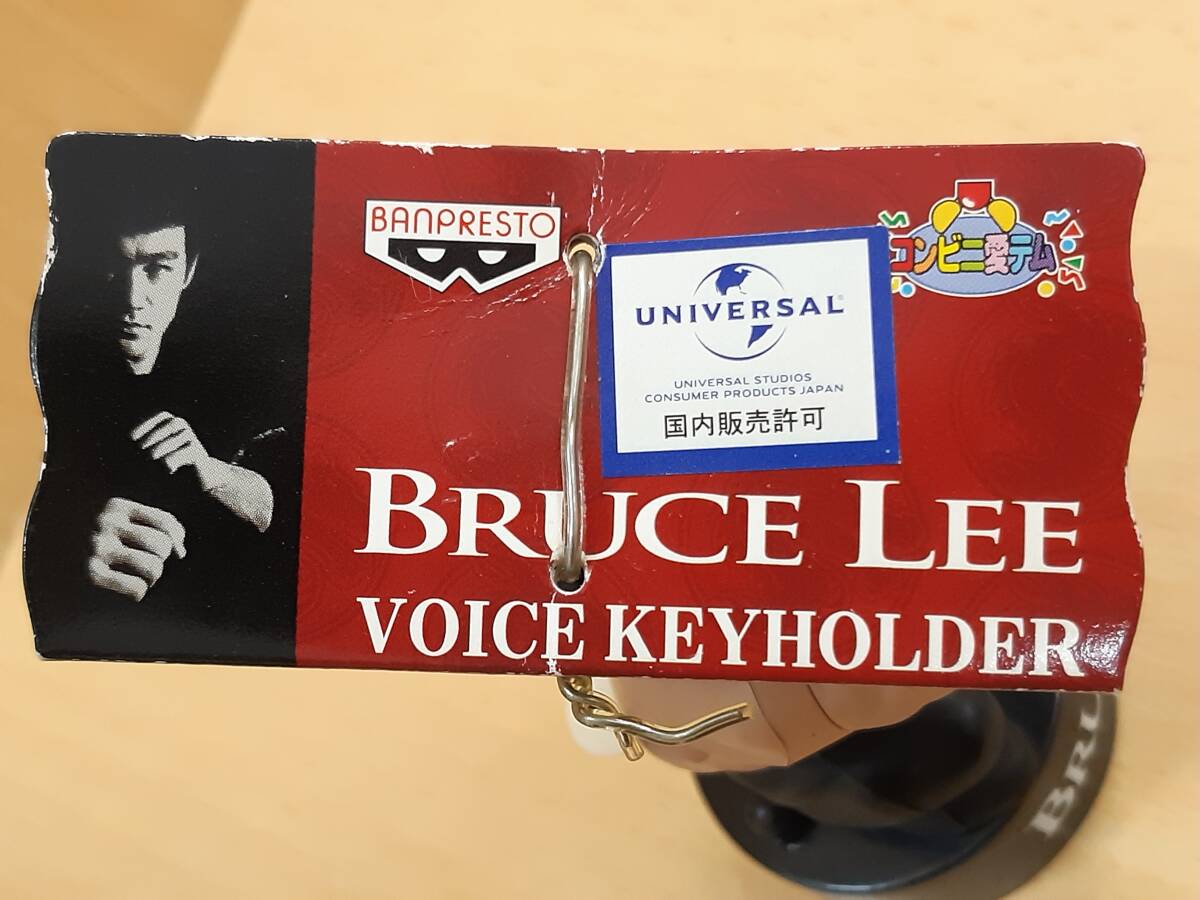 BANPRESTO
コンビニ愛テム
UNIVERSAL®
UNIVERSAL STUDIOS
CONSUMER PRODUCTS JAPAN
国内販売許可
BRUCE LEE
VOICE KEYHOLDER
BRU